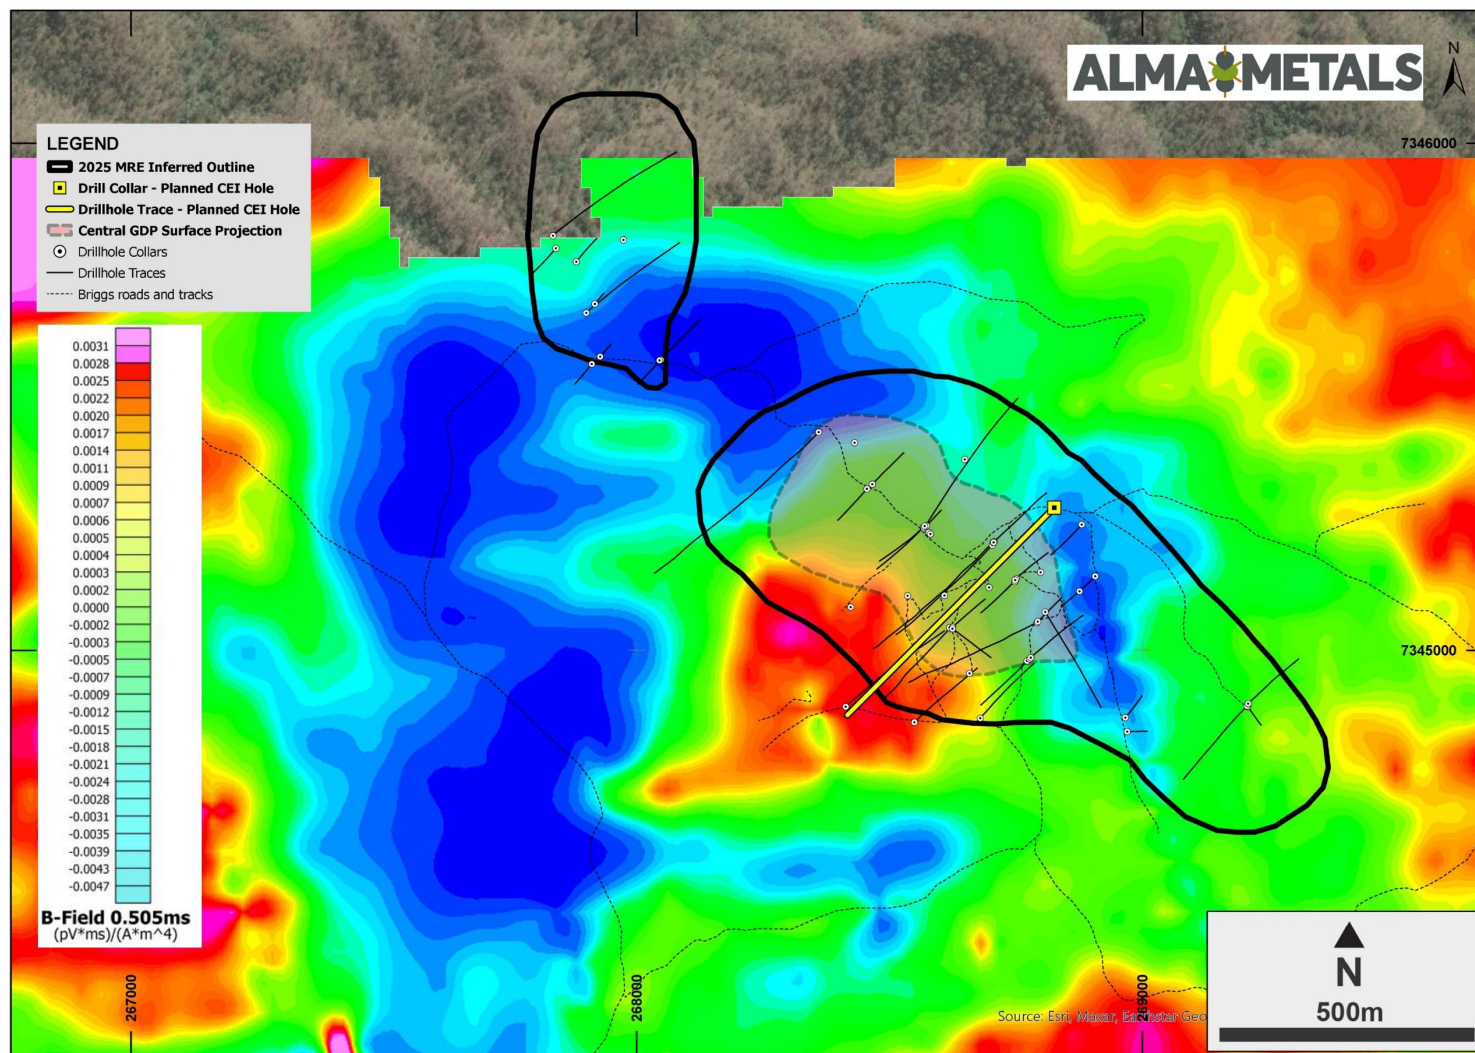 ALMA METALS
N
LEGEND
2025 MRE Inferred Outline
Drill Collar - Planned CEI Hole
Drillhole Trace - Planned CEI Hole
Central GDP Surface Projection
Drillhole Collars
Drillhole Traces
Briggs roads and tracks
7346000
0.0031
0.0028
0.0025
0.0022
0.0020
0.0017
0.0014
0.0011
0.0009
0.0007
0.0006
0.0005
0.0004
0.0003
0.0002
0.0000
-0.0002
-0.0003
-0.0005
-0.0007
-0.0009
-0.0012
-0.0015
-0.0018
-0.0021
-0.0024
-0.0028
-0.0031
-0.0035
-0.0039
-0.0043
-0.0047
B-Field 0.505ms
(pV*ms)/(A*m^4)
7345000
267000
268000
269000
Source: Esri, Maxar, Earthstar Geo
N
500m